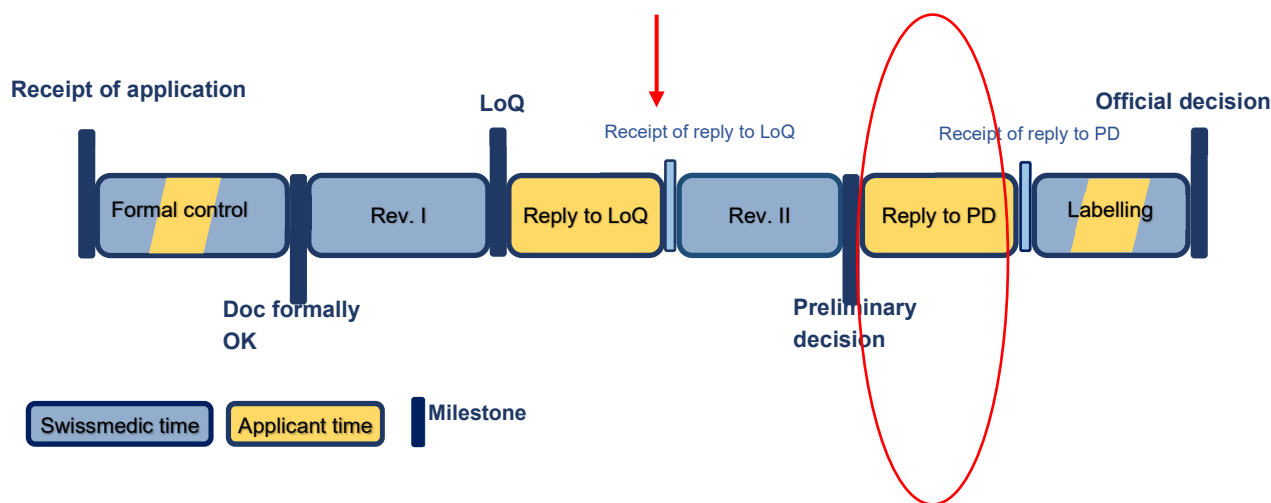 Receipt of application
LoQ
Official decision
Receipt of reply to LoQ
Receipt of reply to PD
Formal control
Rev. I
Reply to LoQ
Rev. II
Reply to PD
Labelling
Doc formally
OK
Preliminary
decision
Swissmedic time
Applicant time
Milestone